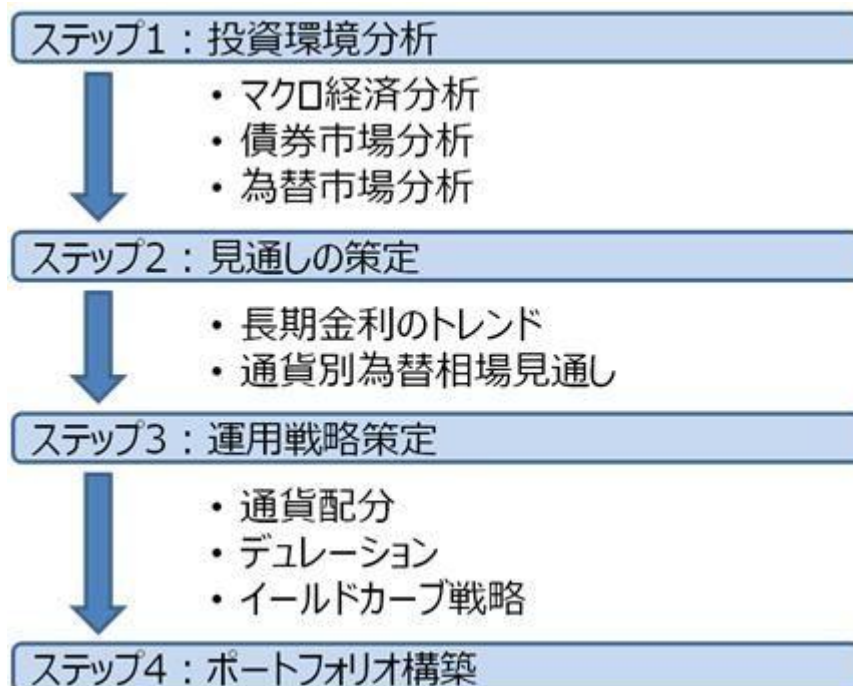 ステップ1：投資環境分析
・マクロ経済分析
・債券市場分析
・為替市場分析
ステップ2：見通しの策定
・長期金利のトレンド
・通貨別為替相場見通し
ステップ3：運用戦略策定
・通貨配分
・デュレーション
・イールドカーブ戦略
ステップ4：ポートフォリオ構築